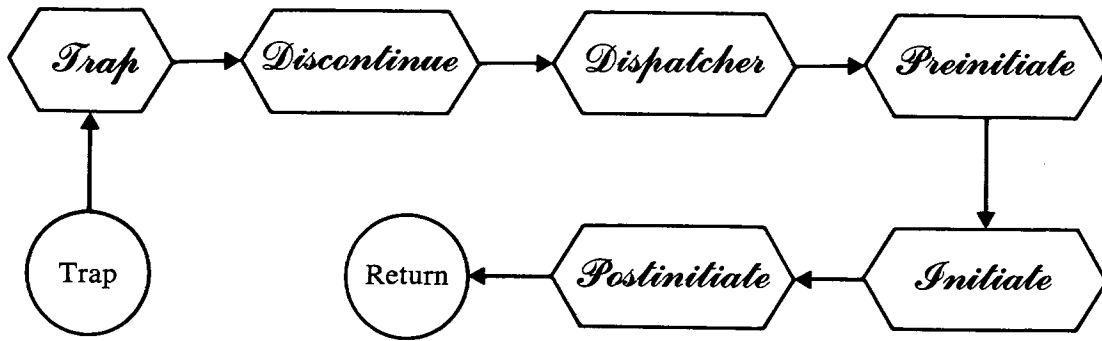 Trap
Discontinue
Dispatcher
Preinitiate
Trap
Return
Postinitiate
Initiate